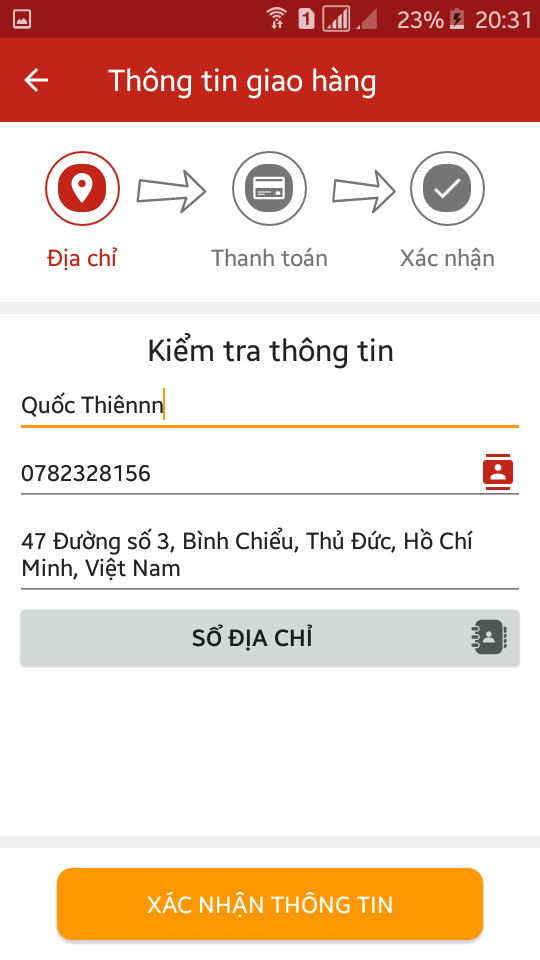 1 23% 20:31
Thông tin giao hàng
Địa chỉ Thanh toán Xác nhận
Kiểm tra thông tin
Quốc Thiênnn
0782328156
47 Đường số 3, Bình Chiểu, Thủ Đức, Hồ Chí
Minh, Việt Nam
SỔ ĐỊA CHỈ
XÁC NHẬN THÔNG TIN